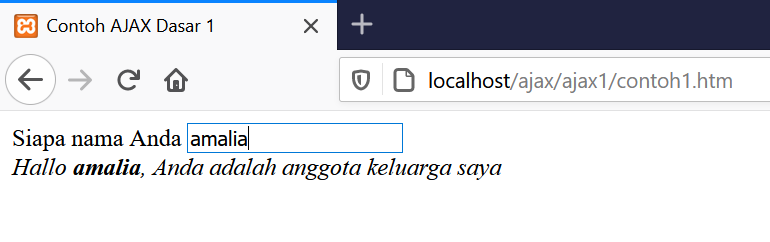 Contoh AJAX Dasar 1
localhost/ajax/ajax1/contoh1.htm
Siapa nama Anda amalia
Hallo amalia, Anda adalah anggota keluarga saya